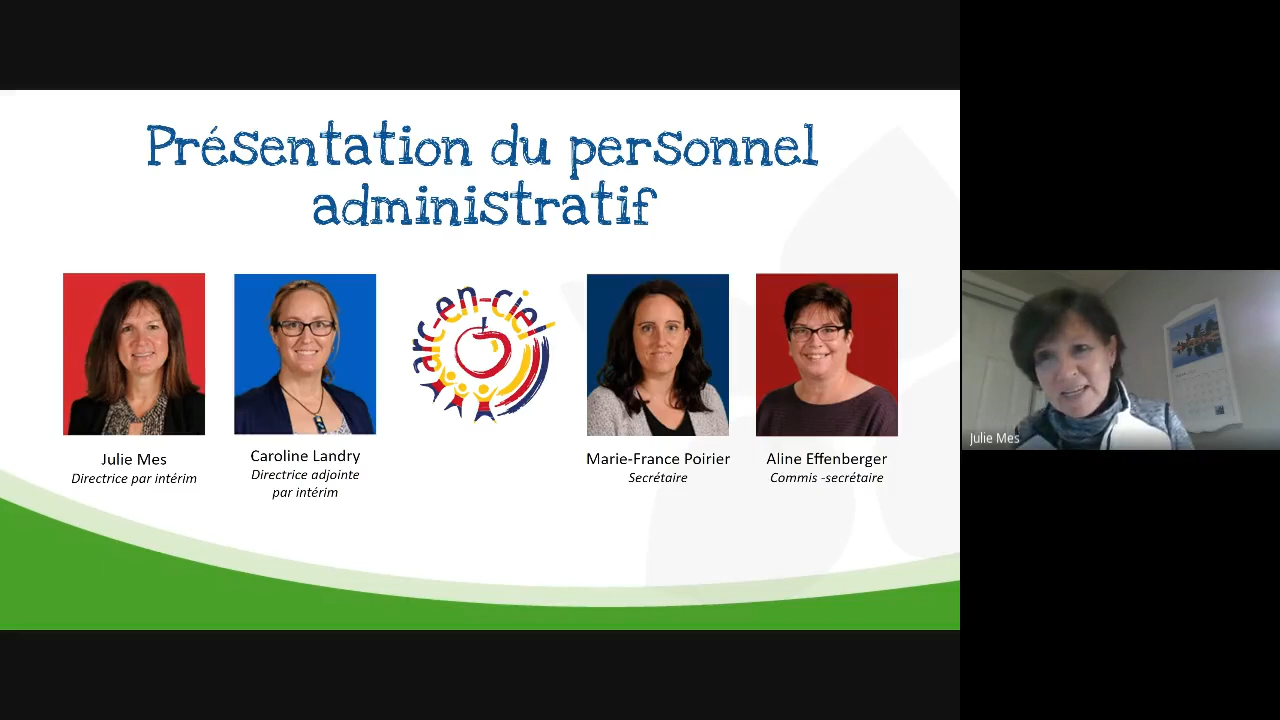 Présentation du personnel
administratif
arc-en-ciel
Julie Mes
Directrice par intérim
Caroline Landry
Directrice adjointe
par intérim
Marie-France Poirier
Secrétaire
Aline Effenberger
Commis -secrétaire
Julie Mes